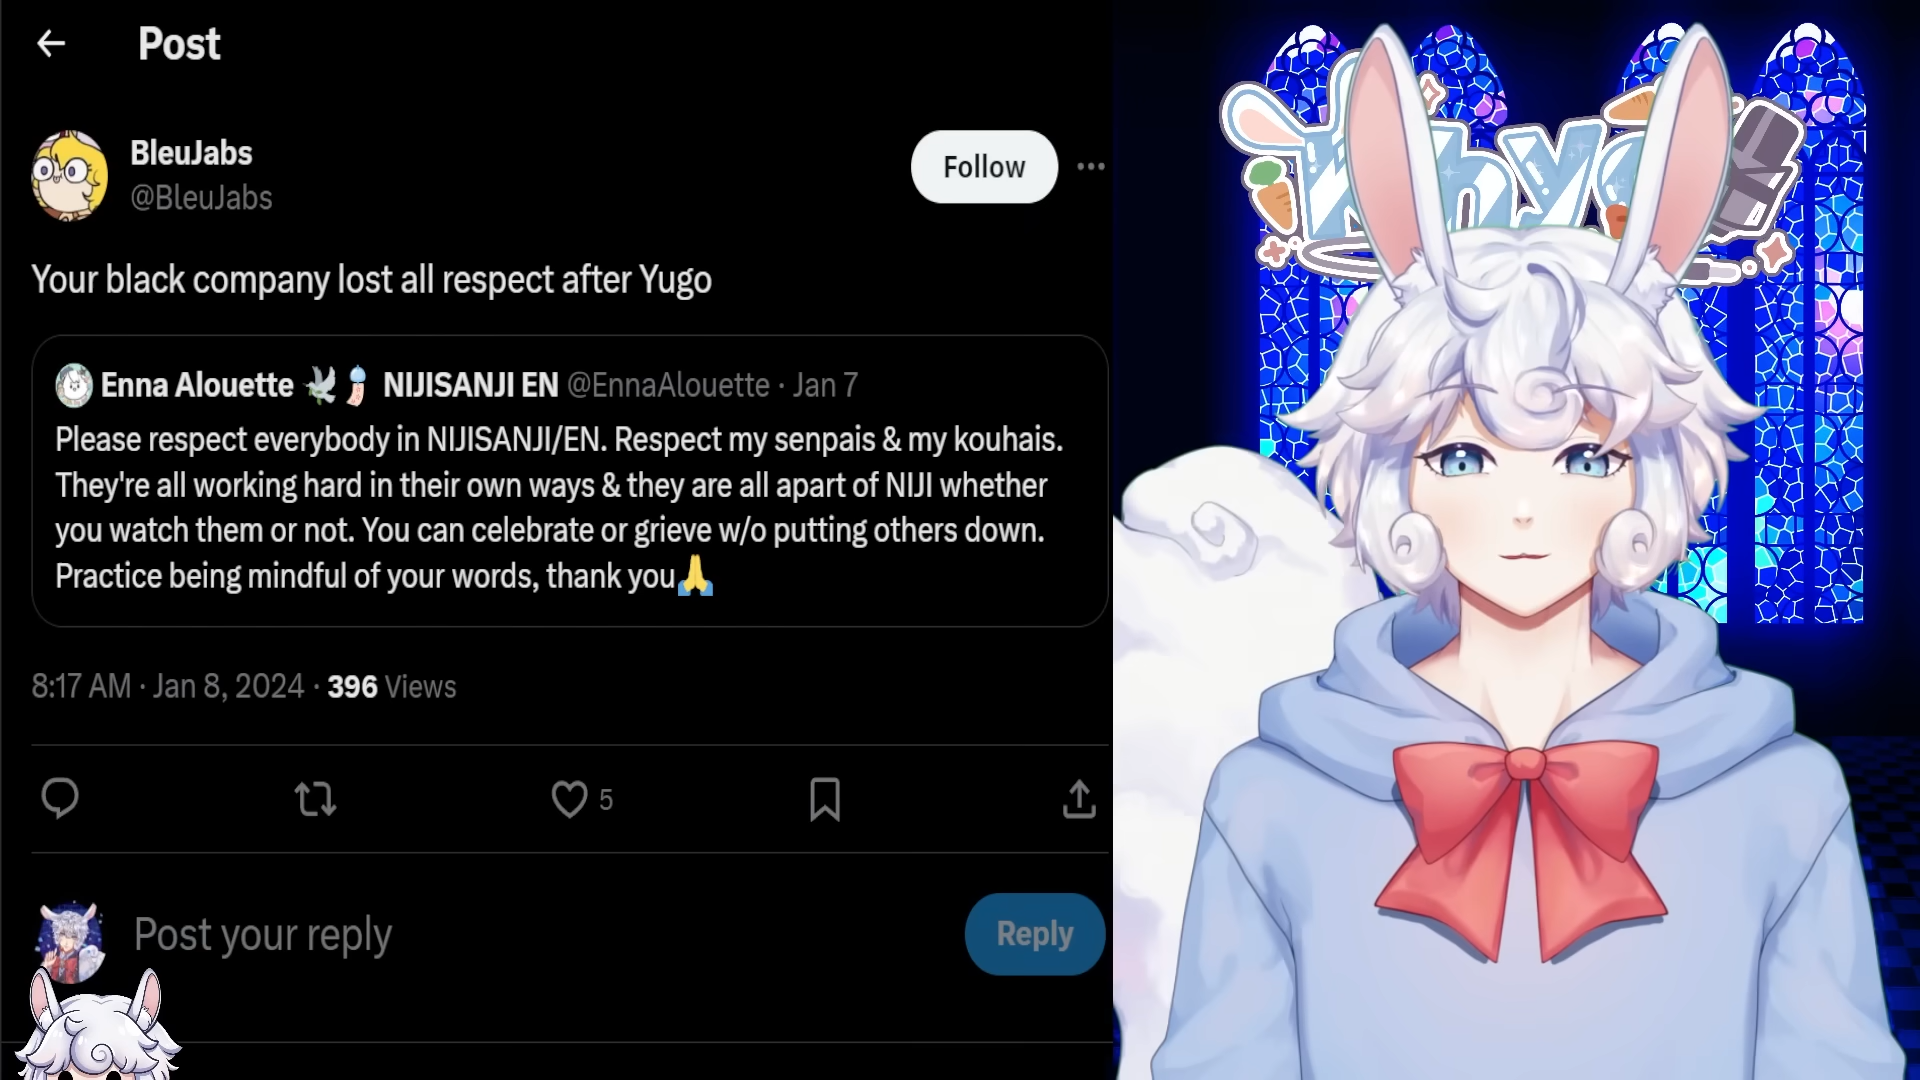 Post
BleuJabs
@BleuJabs
Follow
Your black company lost all respect after Yugo
Enna Alouette 🕊️🎐 NIJISANJI EN @EnnaAlouette · Jan 7
Please respect everybody in NIJISANJI/EN. Respect my senpais & my kouhais.
They're all working hard in their own ways & they are all apart of NIJI whether
you watch them or not. You can celebrate or grieve w/o putting others down.
Practice being mindful of your words, thank you🙏
8:17 AM · Jan 8, 2024 · 396 Views
5
Post your reply
Reply